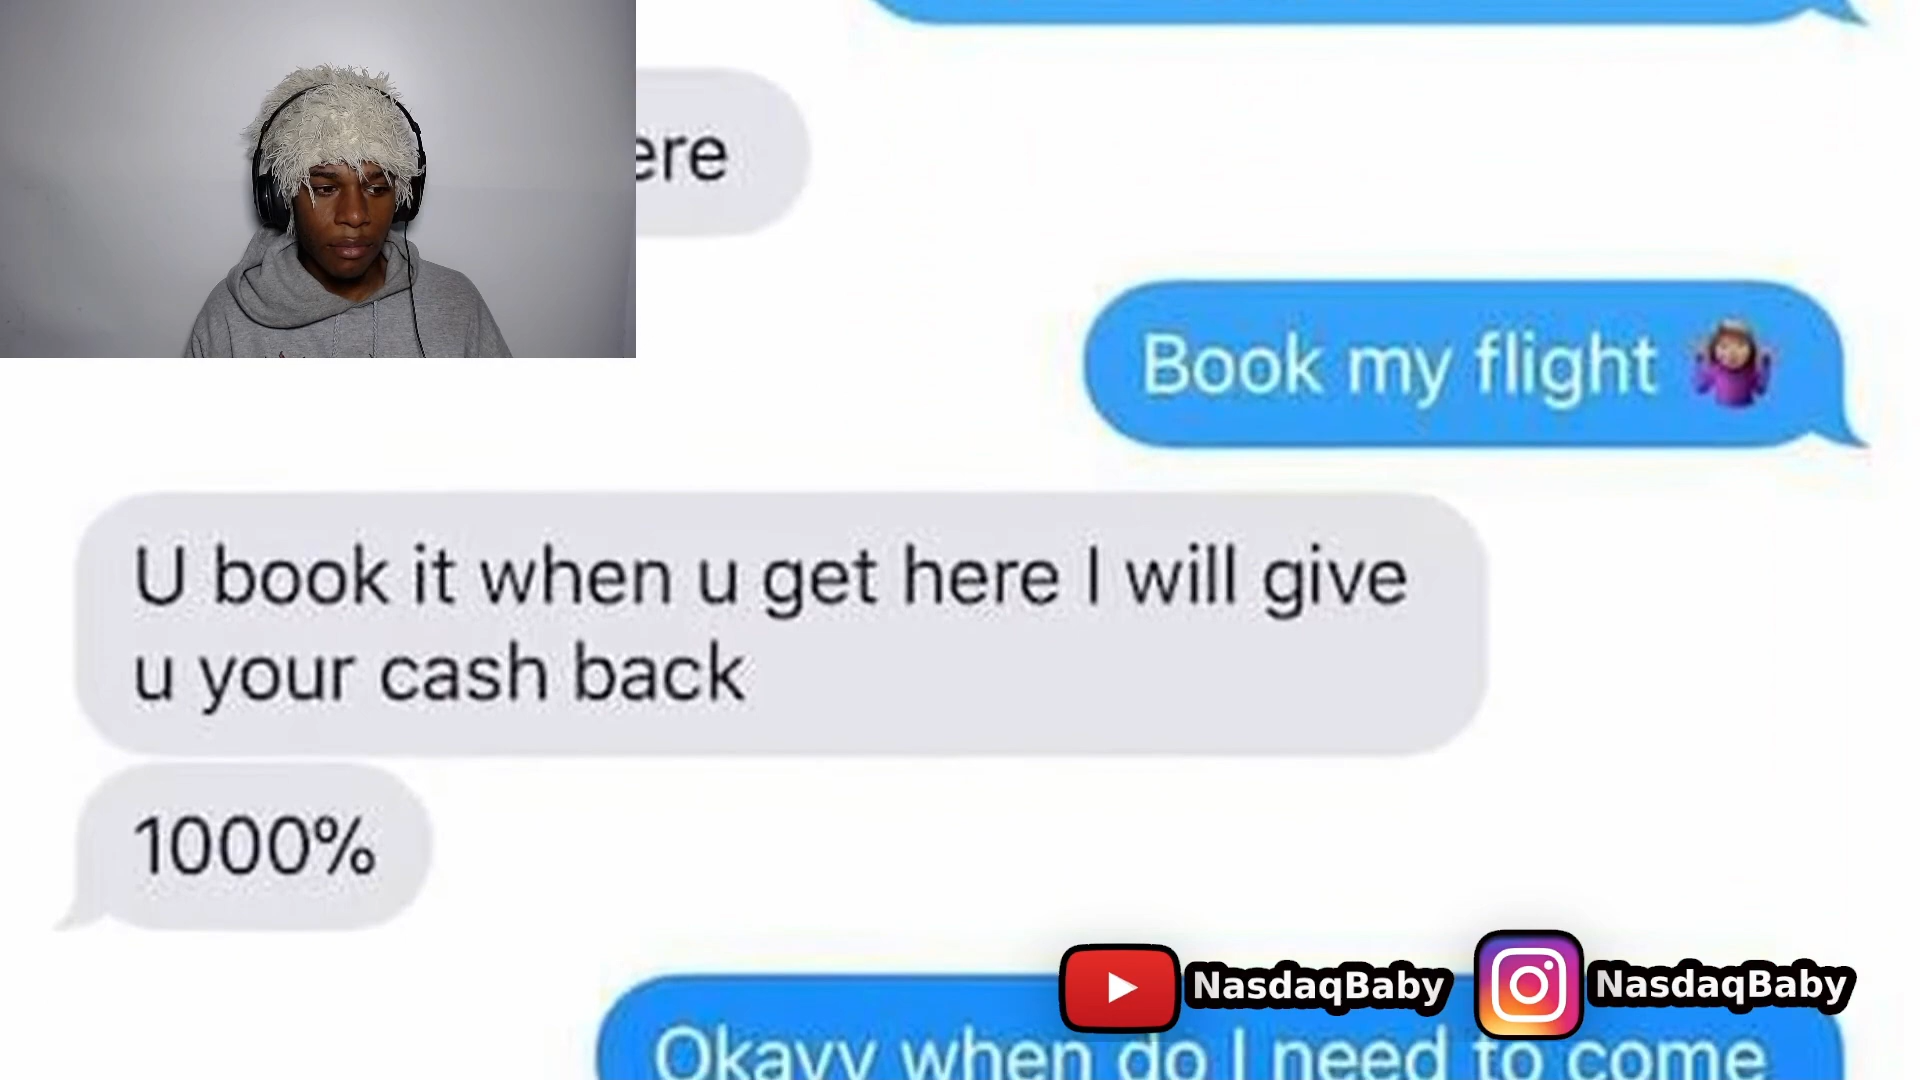 ere
Book my flight 🤷🏽‍♀️
U book it when u get here I will give
u your cash back
1000%
Okayy when do I need to come
NasdaqBaby
NasdaqBaby